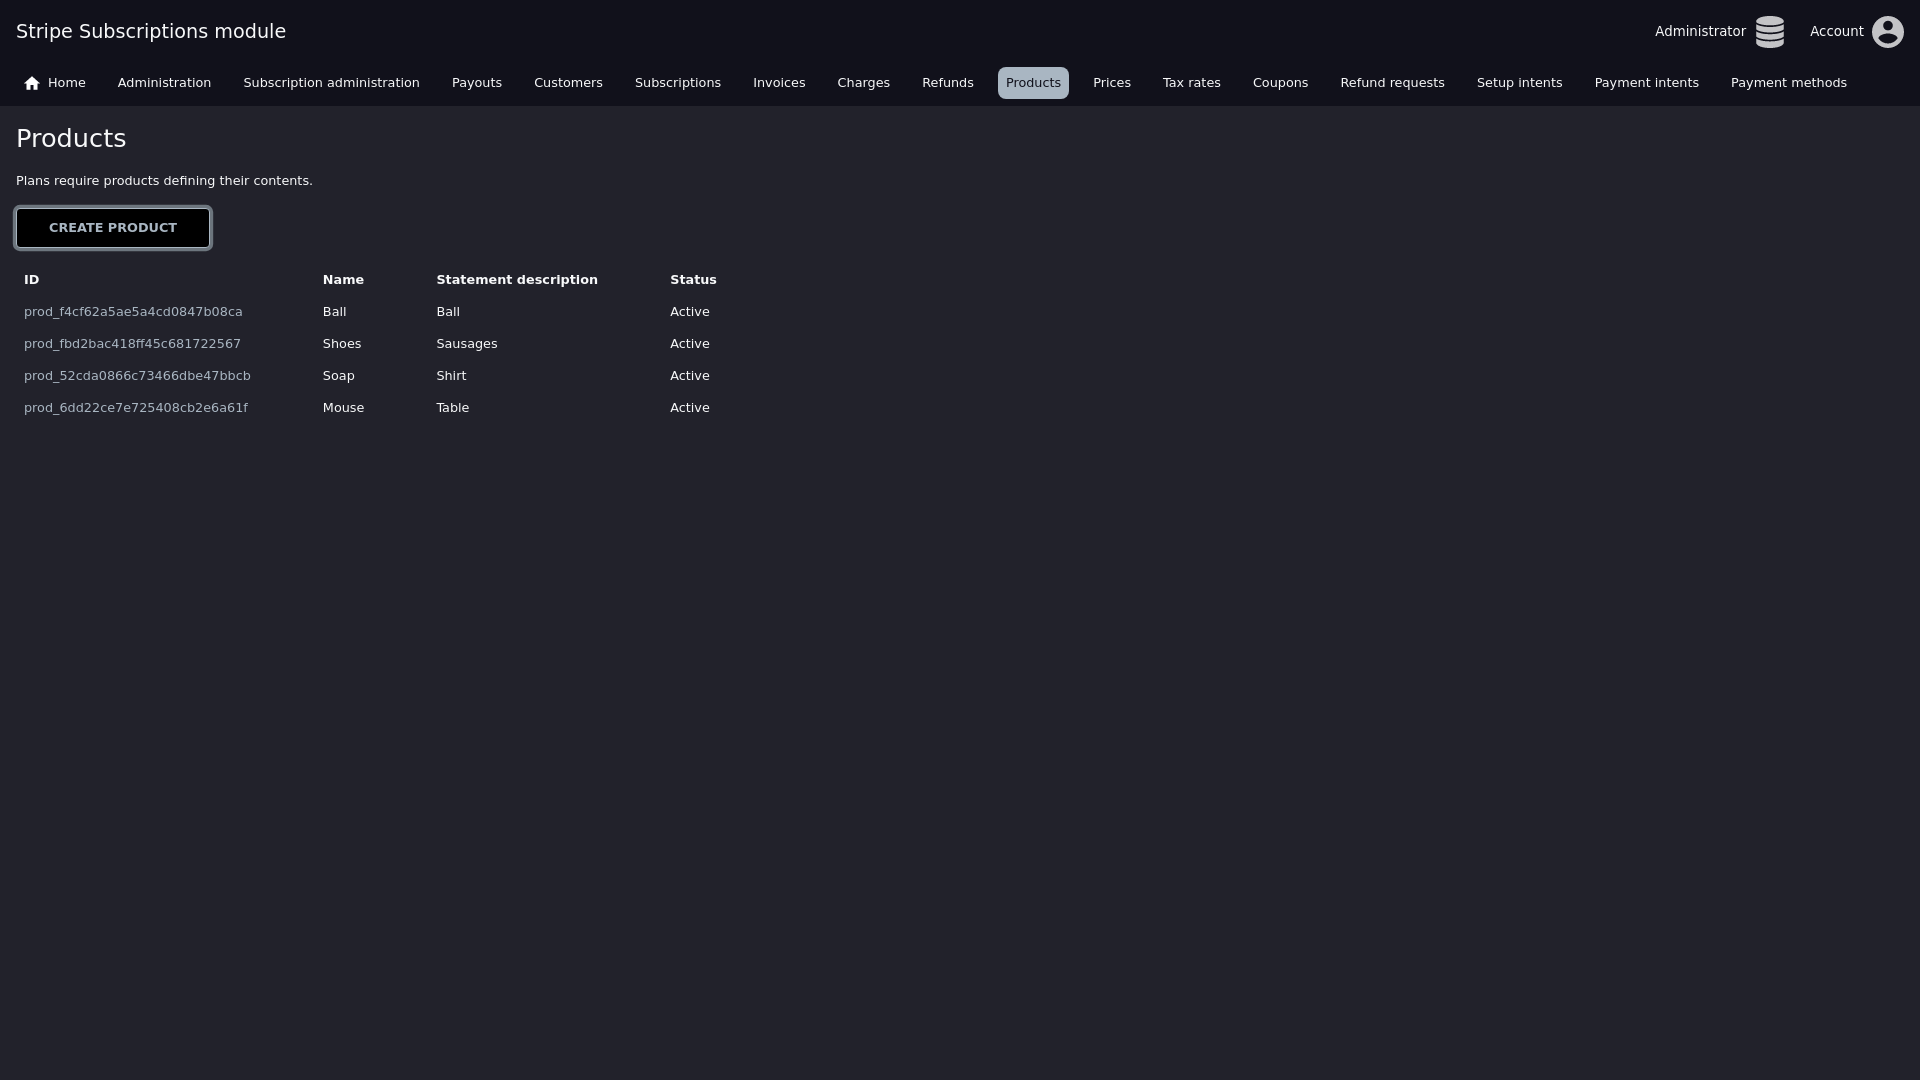 Stripe Subscriptions module
Administrator Account
Home Administration Subscription administration Payouts Customers Subscriptions Invoices Charges Refunds Products Prices Tax rates Coupons Refund requests Setup intents Payment intents Payment methods
Products
Plans require products defining their contents.
CREATE PRODUCT
ID Name Statement description Status
prod_f4cf62a5ae5a4cd0847b08ca Ball Ball Active
prod_fbd2bac418ff45c681722567 Shoes Sausages Active
prod_52cda0866c73466dbe47bbcb Soap Shirt Active
prod_6dd22ce7e725408cb2e6a61f Mouse Table Active